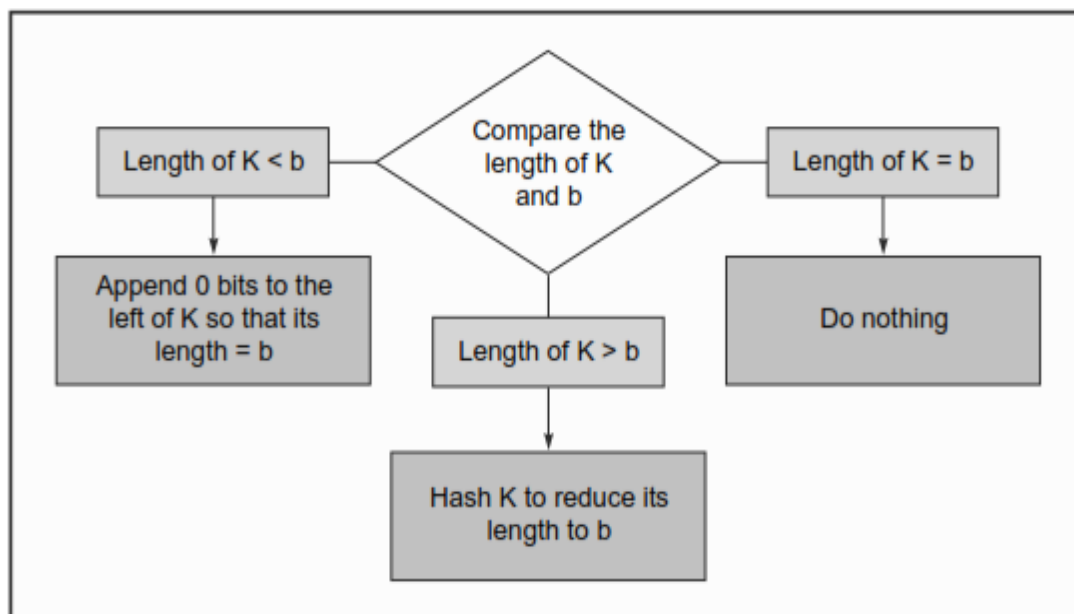 Compare the
length of K
and b
Length of K < b
Length of K = b
Append 0 bits to the
left of K so that its
length = b
Do nothing
Length of K > b
Hash K to reduce its
length to b